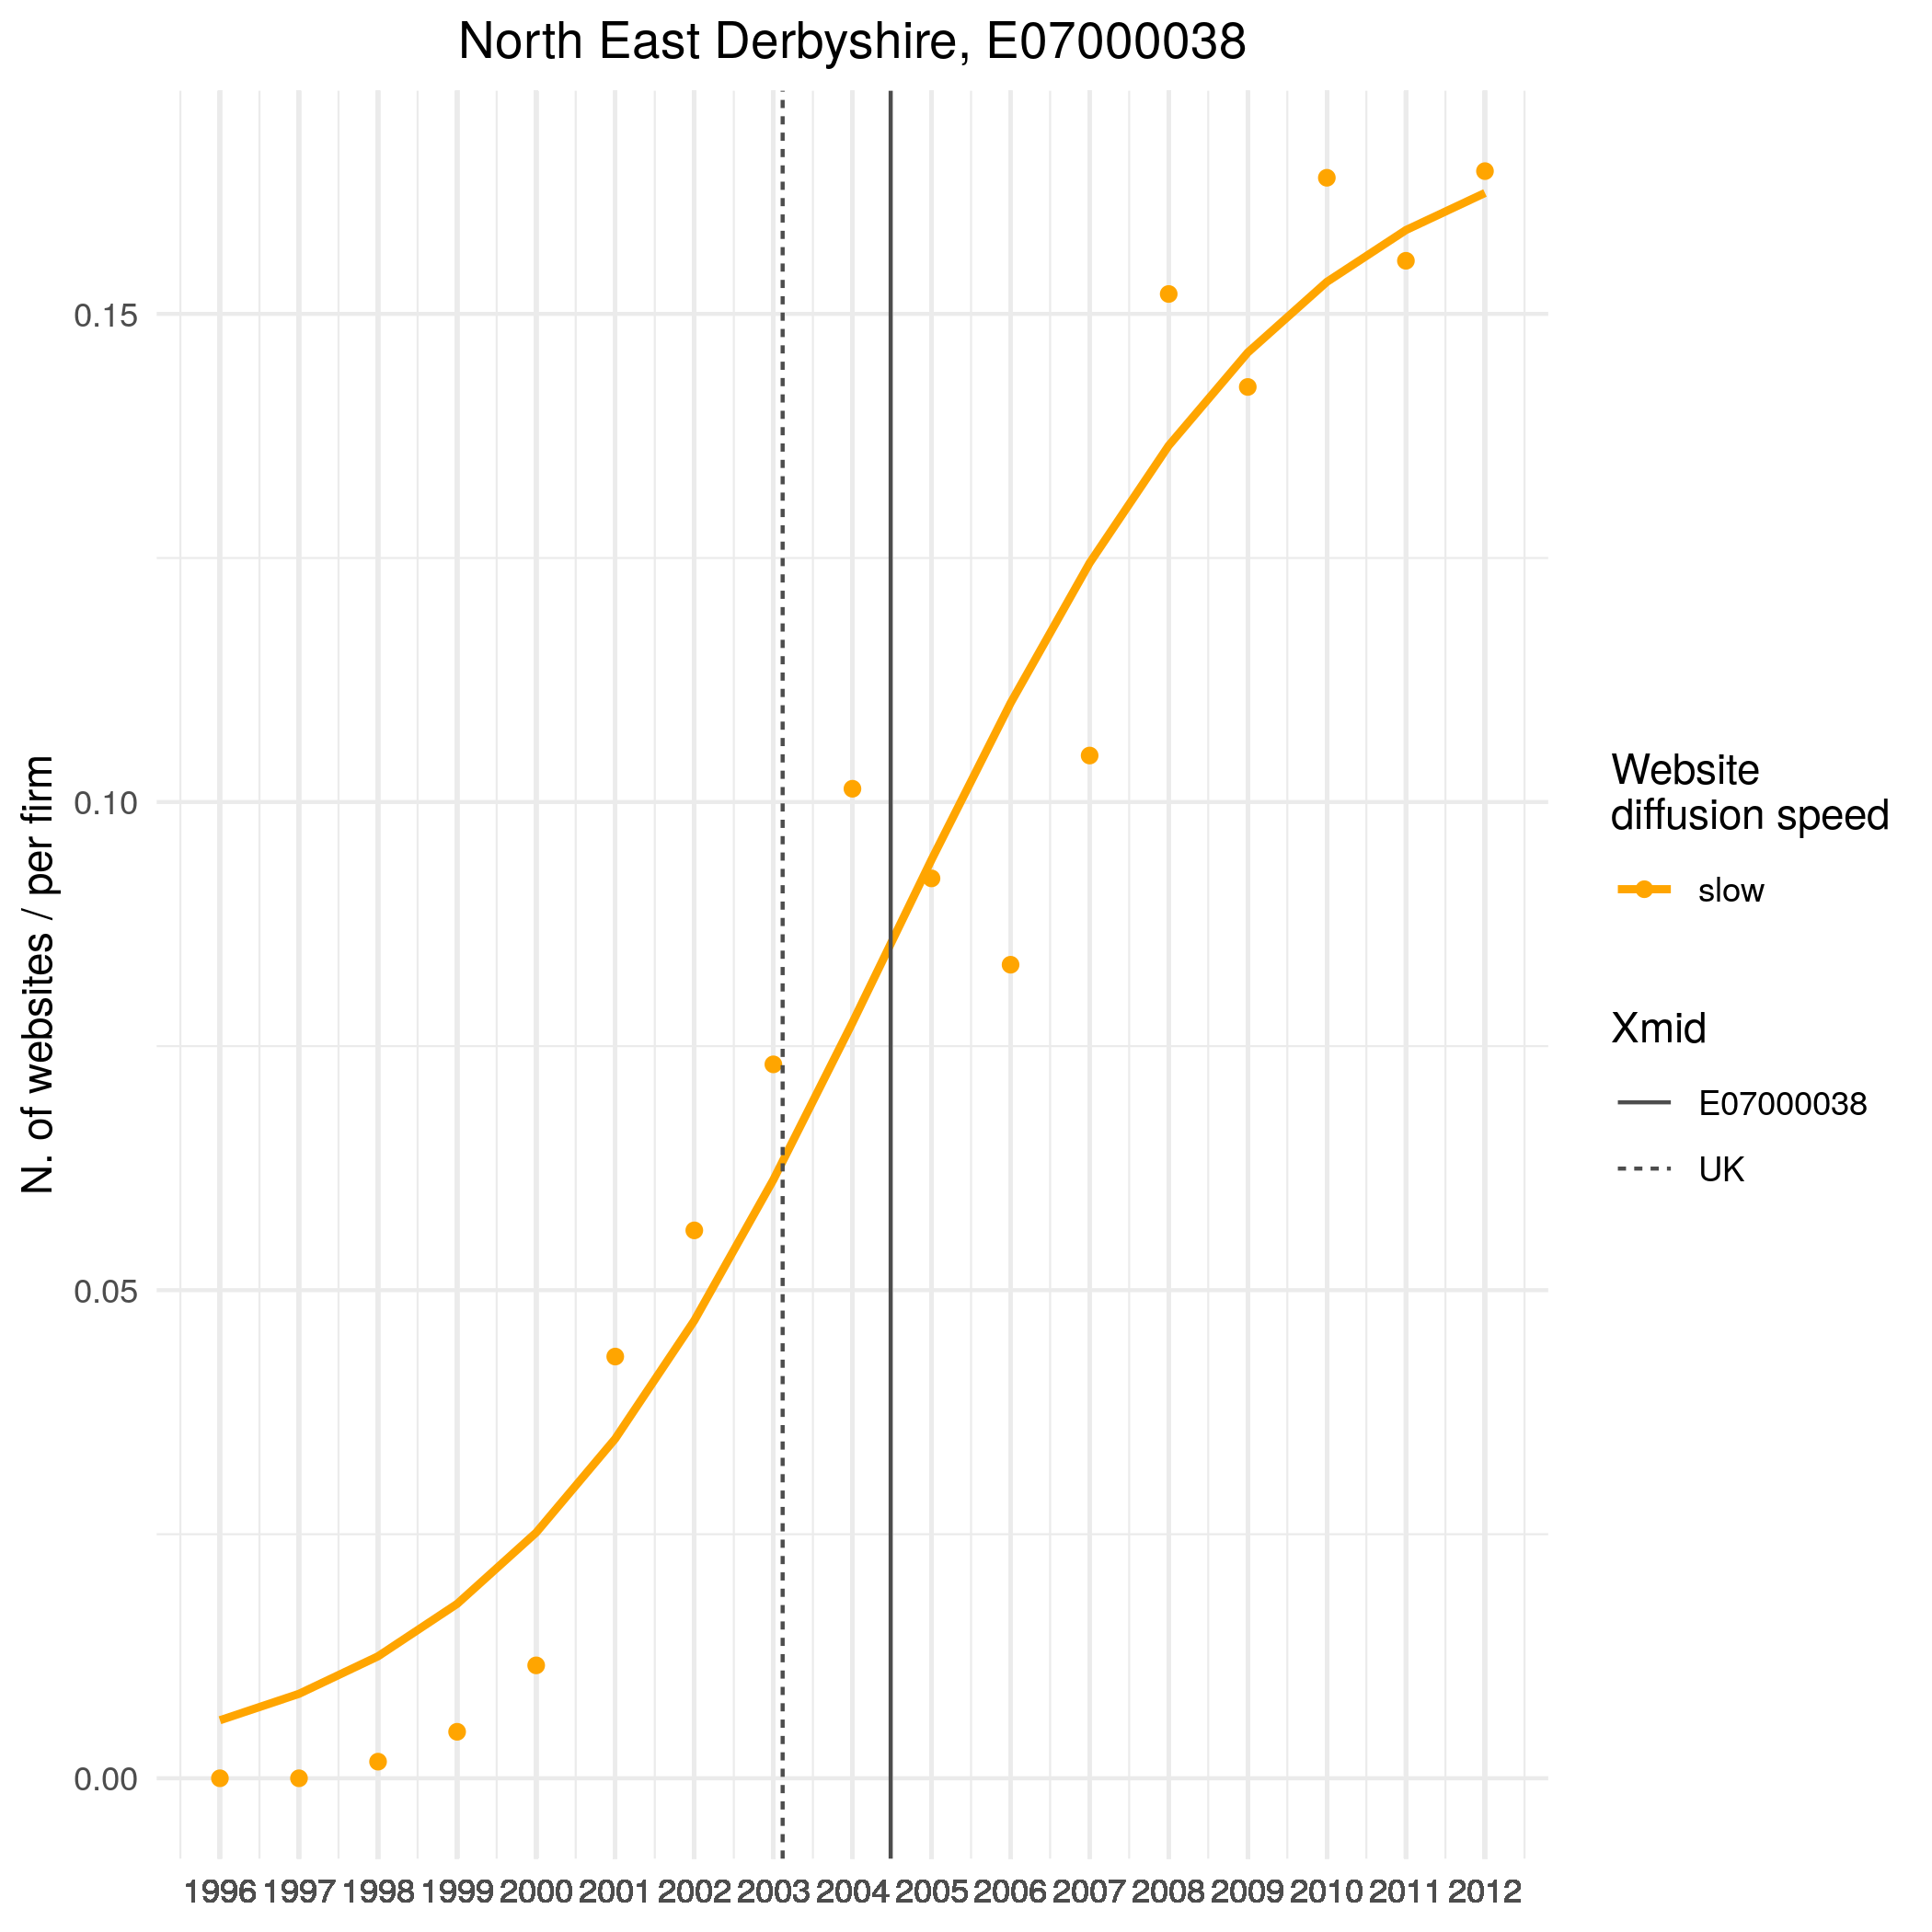 North East Derbyshire, E07000038
N. of websites / per firm
0.15
0.10
0.05
0.00
1996 1997 1998 1999 2000 2001 2002 2003 2004 2005 2006 2007 2008 2009 2010 2011 2012
Website
diffusion speed
slow
Xmid
E07000038
UK